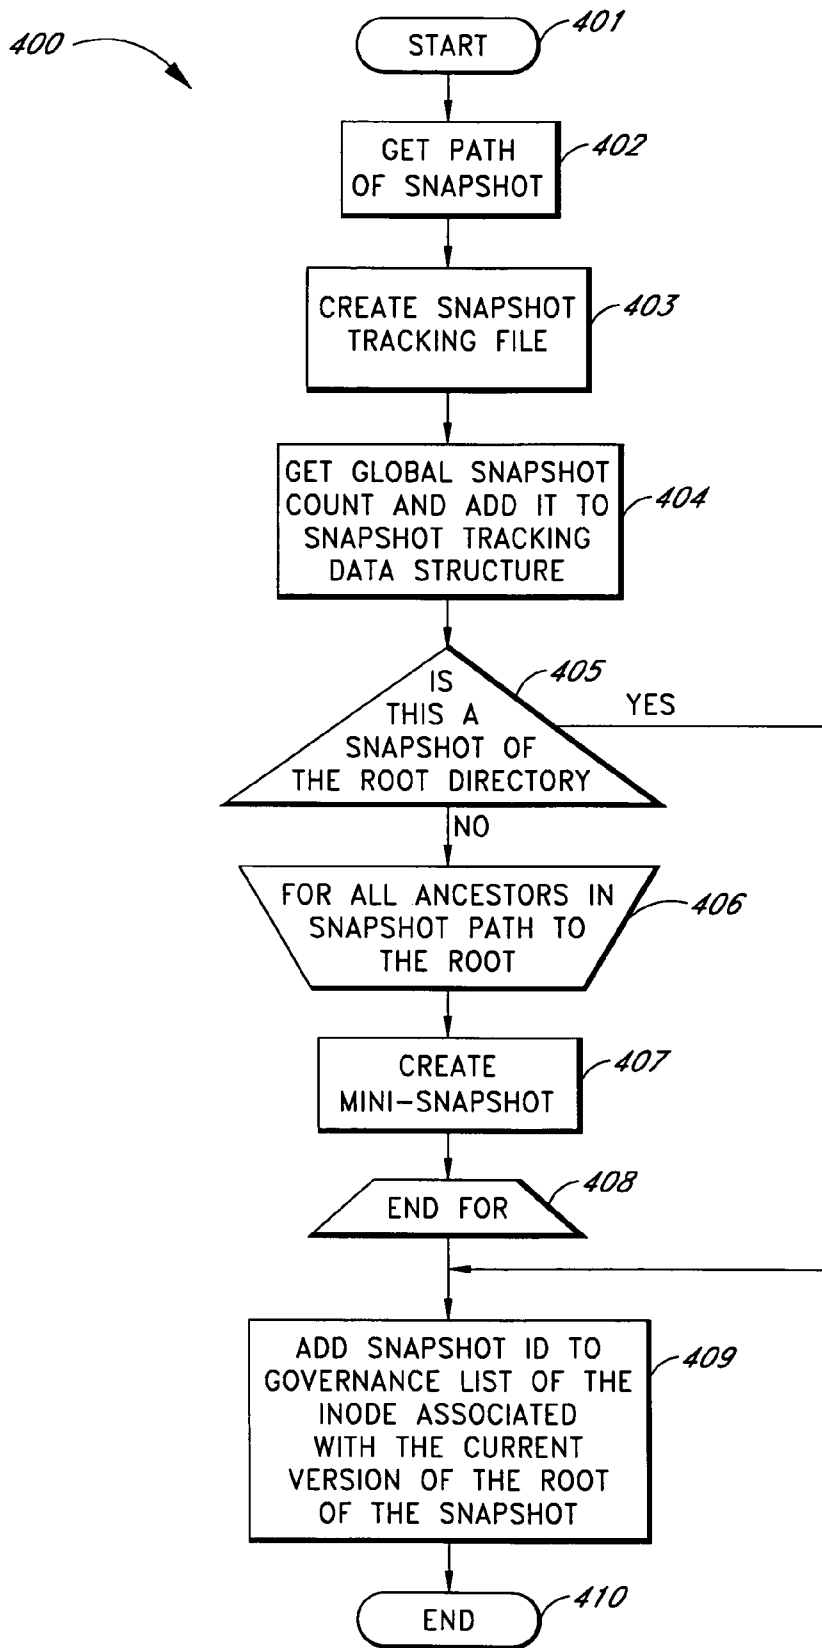 400
START
401
GET PATH
OF SNAPSHOT
402
CREATE SNAPSHOT
TRACKING FILE
403
GET GLOBAL SNAPSHOT
COUNT AND ADD IT TO
SNAPSHOT TRACKING
DATA STRUCTURE
404
IS
THIS A
SNAPSHOT OF
THE ROOT DIRECTORY
405
YES
NO
FOR ALL ANCESTORS IN
SNAPSHOT PATH TO
THE ROOT
406
CREATE
MINI-SNAPSHOT
407
END FOR
408
ADD SNAPSHOT ID TO
GOVERNANCE LIST OF THE
INODE ASSOCIATED
WITH THE CURRENT
VERSION OF THE ROOT
OF THE SNAPSHOT
409
END
410